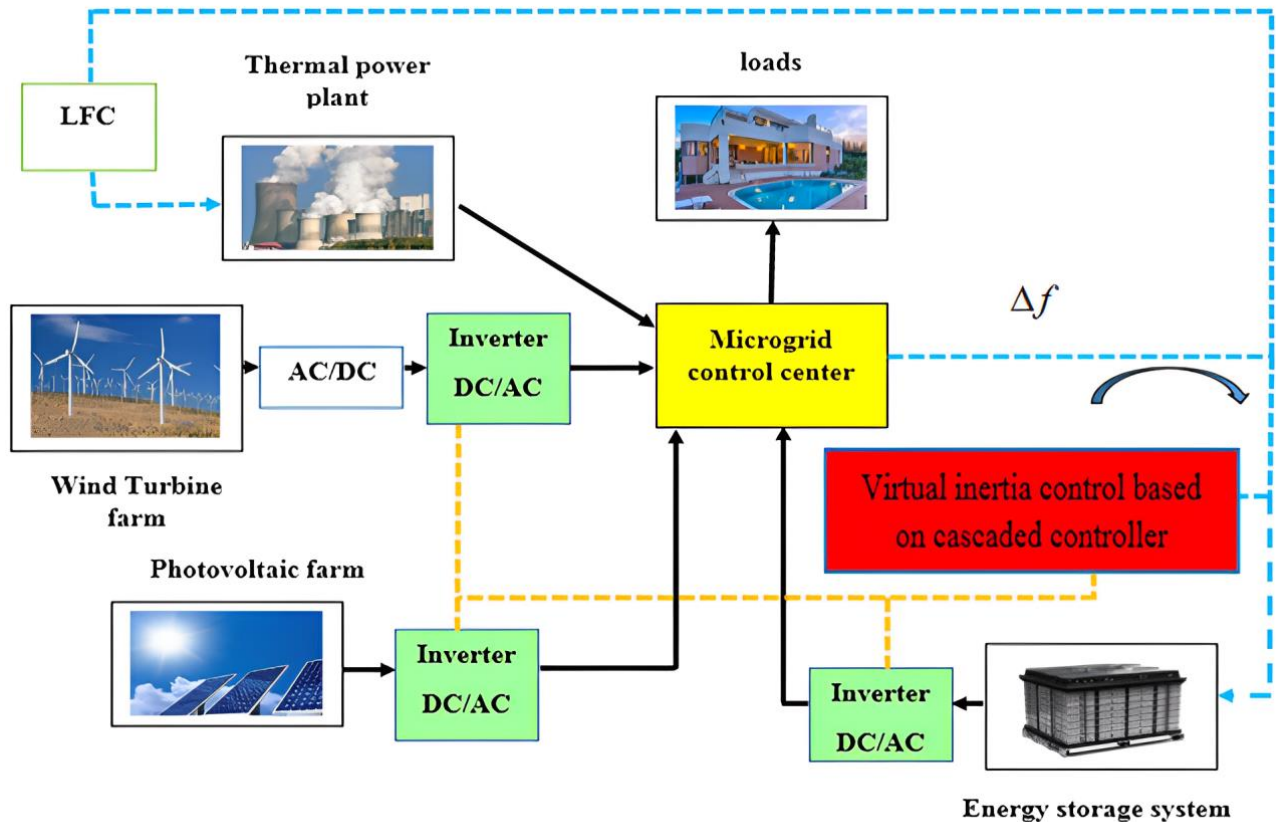 Thermal power
plant
loads
LFC
Δf
Inverter
DC/AC
Microgrid
control center
AC/DC
Virtual inertia control based
on cascaded controller
Wind Turbine
farm
Photovoltaic farm
Inverter
DC/AC
Inverter
DC/AC
Energy storage system